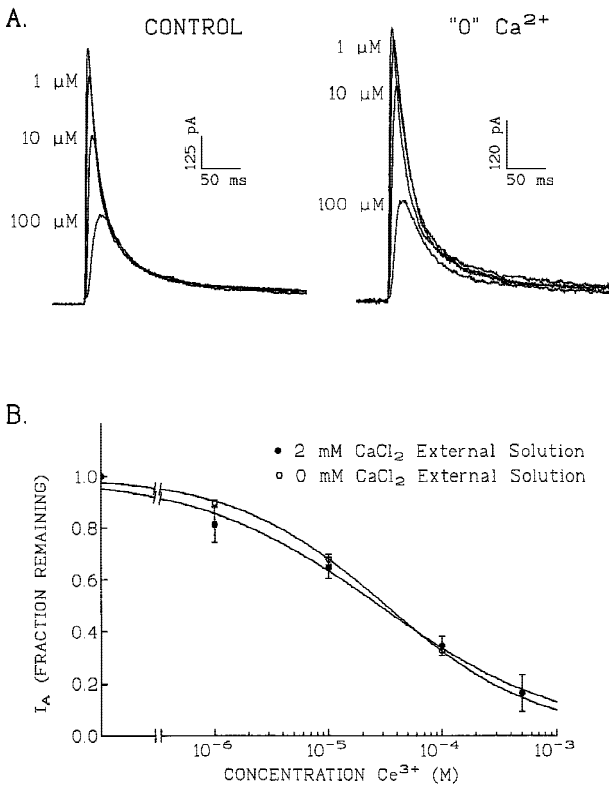 A.
CONTROL
"0" Ca²⁺
1 μM
10 μM
100 μM
125 pA
50 ms
1 μM
10 μM
100 μM
120 pA
50 ms
B.
● 2 mM CaCl₂ External Solution
○ 0 mM CaCl₂ External Solution
I_A (FRACTION REMAINING)
1.0
0.8
0.6
0.4
0.2
0.0
10⁻⁶ 10⁻⁵ 10⁻⁴ 10⁻³
CONCENTRATION Ce³⁺ (M)